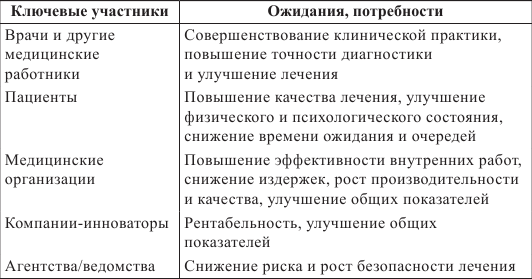 Ключевые участники Ожидания, потребности
Врачи и другие Совершенствование клинической практики,
медицинские повышение точности диагностики
работники и улучшение лечения
Пациенты Повышение качества лечения, улучшение
физического и психологического состояния,
снижение времени ожидания и очередей
Медицинские Повышение эффективности внутренних работ,
организации снижение издержек, рост производительности
и качества, улучшение общих показателей
Компании-инноваторы Рентабельность, улучшение общих
показателей
Агентства/ведомства Снижение риска и рост безопасности лечения